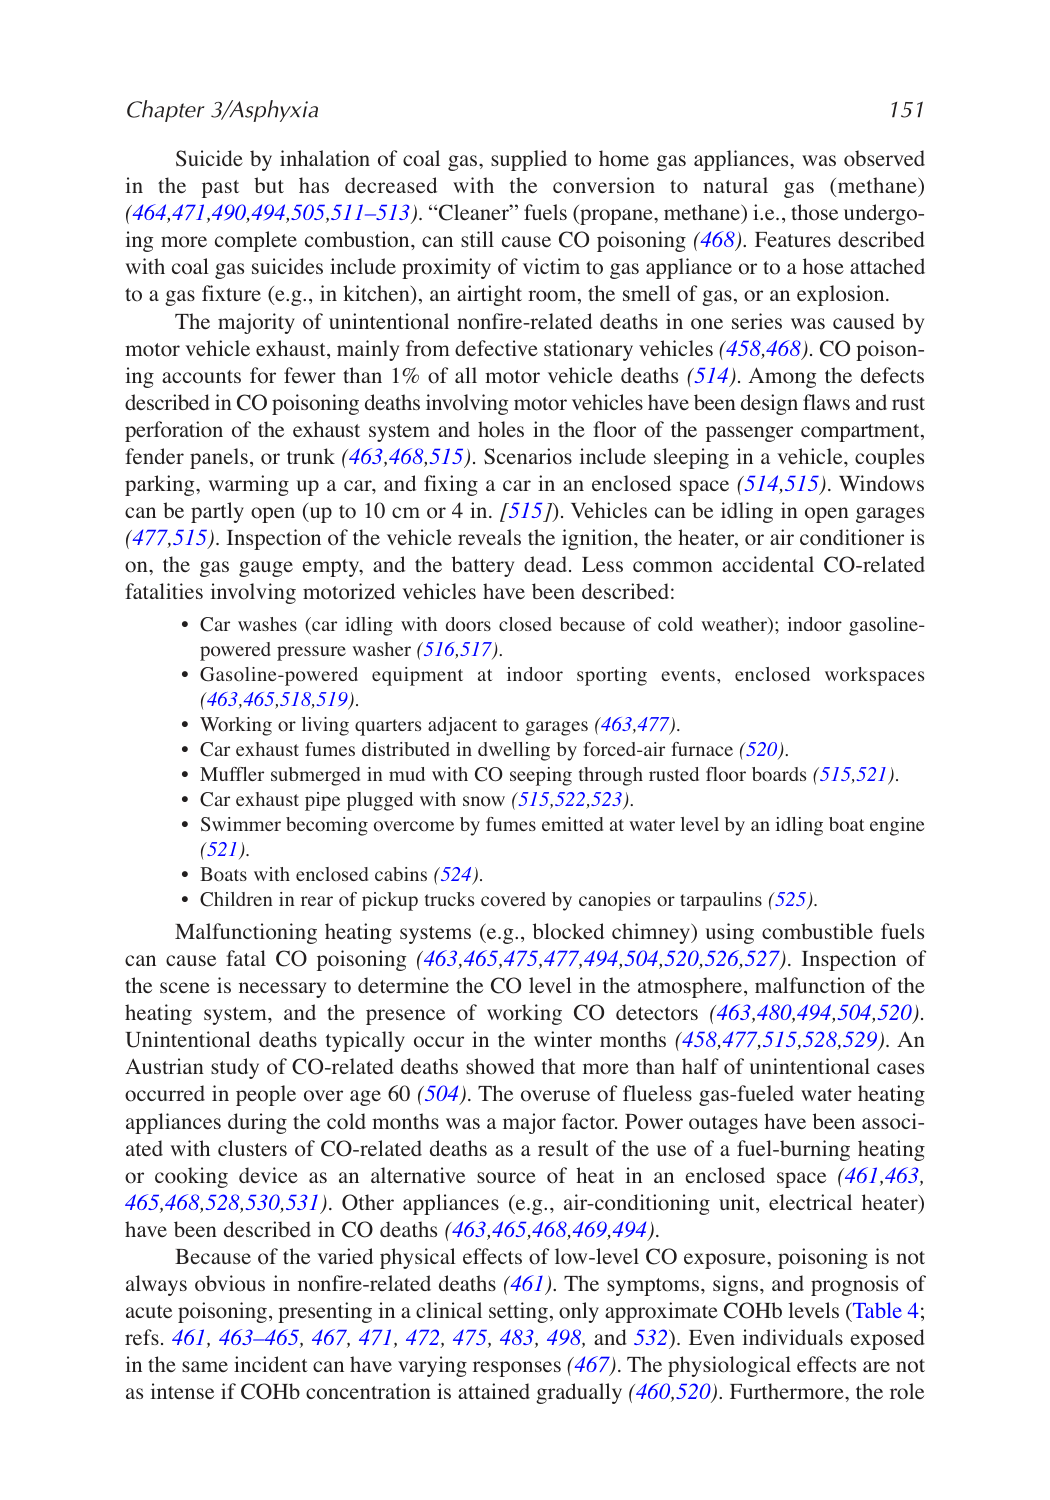 Chapter 3/Asphyxia 151
Suicide by inhalation of coal gas, supplied to home gas appliances, was observed
in the past but has decreased with the conversion to natural gas (methane)
(464,471,490,494,505,511–513). “Cleaner” fuels (propane, methane) i.e., those undergo-
ing more complete combustion, can still cause CO poisoning (468). Features described
with coal gas suicides include proximity of victim to gas appliance or to a hose attached
to a gas fixture (e.g., in kitchen), an airtight room, the smell of gas, or an explosion.
The majority of unintentional nonfire-related deaths in one series was caused by
motor vehicle exhaust, mainly from defective stationary vehicles (458,468). CO poison-
ing accounts for fewer than 1% of all motor vehicle deaths (514). Among the defects
described in CO poisoning deaths involving motor vehicles have been design flaws and rust
perforation of the exhaust system and holes in the floor of the passenger compartment,
fender panels, or trunk (463,468,515). Scenarios include sleeping in a vehicle, couples
parking, warming up a car, and fixing a car in an enclosed space (514,515). Windows
can be partly open (up to 10 cm or 4 in. [515]). Vehicles can be idling in open garages
(477,515). Inspection of the vehicle reveals the ignition, the heater, or air conditioner is
on, the gas gauge empty, and the battery dead. Less common accidental CO-related
fatalities involving motorized vehicles have been described:
• Car washes (car idling with doors closed because of cold weather); indoor gasoline-
powered pressure washer (516,517).
• Gasoline-powered equipment at indoor sporting events, enclosed workspaces
(463,465,518,519).
• Working or living quarters adjacent to garages (463,477).
• Car exhaust fumes distributed in dwelling by forced-air furnace (520).
• Muffler submerged in mud with CO seeping through rusted floor boards (515,521).
• Car exhaust pipe plugged with snow (515,522,523).
• Swimmer becoming overcome by fumes emitted at water level by an idling boat engine
(521).
• Boats with enclosed cabins (524).
• Children in rear of pickup trucks covered by canopies or tarpaulins (525).
Malfunctioning heating systems (e.g., blocked chimney) using combustible fuels
can cause fatal CO poisoning (463,465,475,477,494,504,520,526,527). Inspection of
the scene is necessary to determine the CO level in the atmosphere, malfunction of the
heating system, and the presence of working CO detectors (463,480,494,504,520).
Unintentional deaths typically occur in the winter months (458,477,515,528,529). An
Austrian study of CO-related deaths showed that more than half of unintentional cases
occurred in people over age 60 (504). The overuse of flueless gas-fueled water heating
appliances during the cold months was a major factor. Power outages have been associ-
ated with clusters of CO-related deaths as a result of the use of a fuel-burning heating
or cooking device as an alternative source of heat in an enclosed space (461,463,
465,468,528,530,531). Other appliances (e.g., air-conditioning unit, electrical heater)
have been described in CO deaths (463,465,468,469,494).
Because of the varied physical effects of low-level CO exposure, poisoning is not
always obvious in nonfire-related deaths (461). The symptoms, signs, and prognosis of
acute poisoning, presenting in a clinical setting, only approximate COHb levels (Table 4;
refs. 461, 463–465, 467, 471, 472, 475, 483, 498, and 532). Even individuals exposed
in the same incident can have varying responses (467). The physiological effects are not
as intense if COHb concentration is attained gradually (460,520). Furthermore, the role